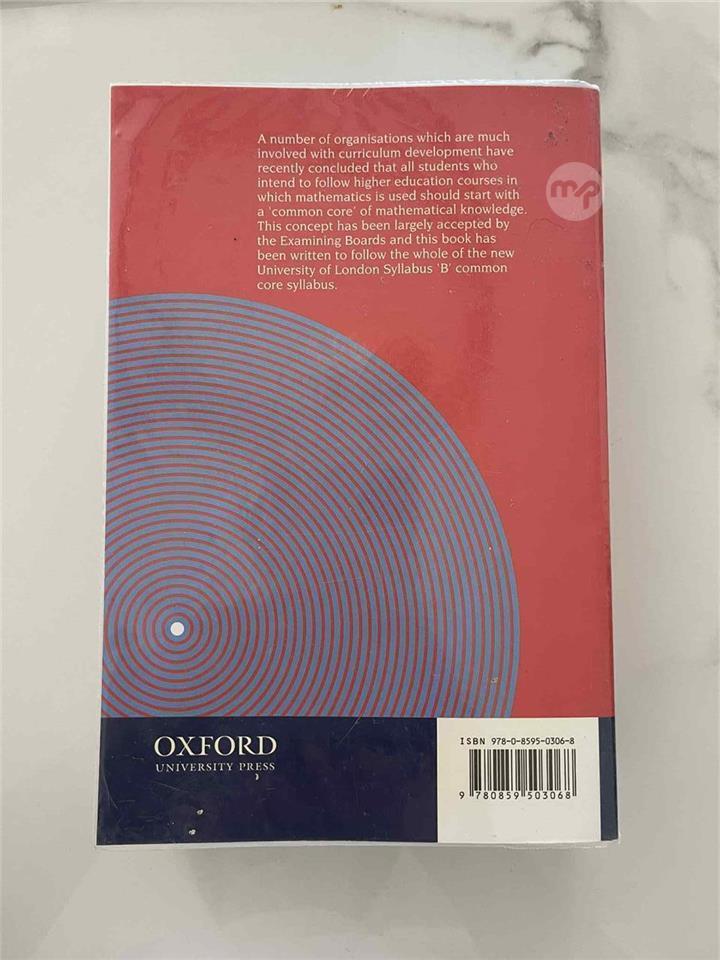 A number of organisations which are much
involved with curriculum development have
recently concluded that all students who
intend to follow higher education courses in
which mathematics is used should start with
a 'common core' of mathematical knowledge.
This concept has been largely accepted by
the Examining Boards and this book has
been written to follow the whole of the new
University of London Syllabus 'B' common
core syllabus.
mp
OXFORD
UNIVERSITY PRESS
ISBN 978-0-8595-0306-8
9 780859 503068